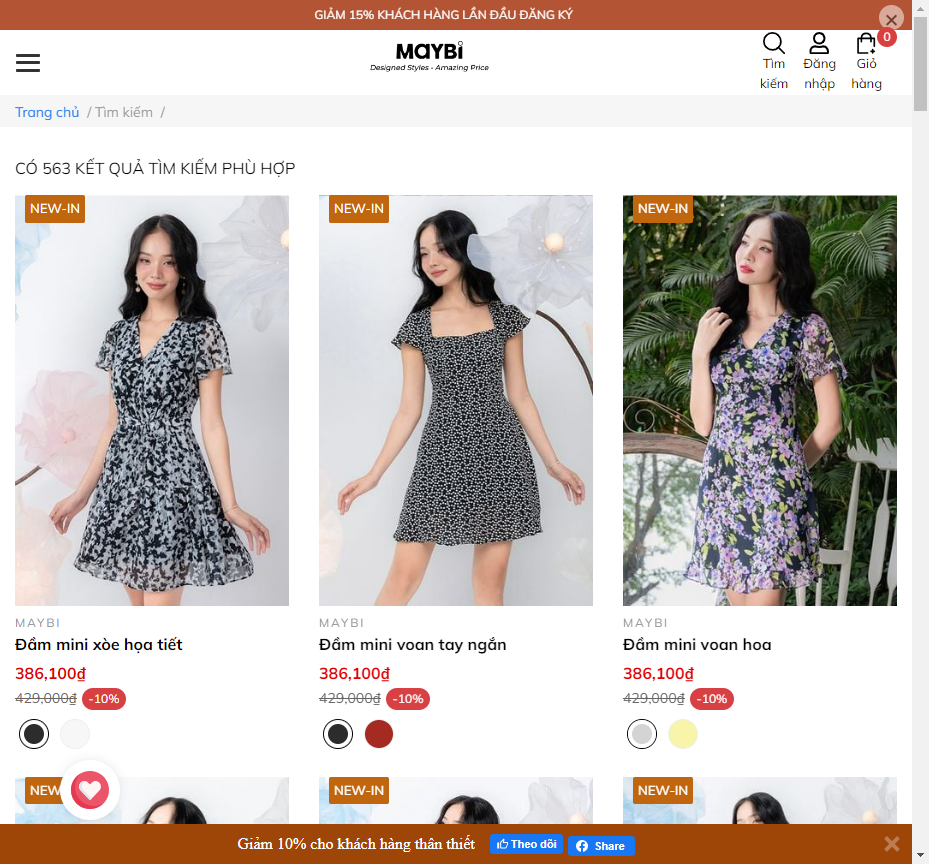 GIẢM 15% KHÁCH HÀNG LẦN ĐẦU ĐĂNG KÝ
MAYBI
Designed Styles - Amazing Price
Tìm kiếm
Đăng nhập
Giỏ hàng
0
Trang chủ / Tìm kiếm /
CÓ 563 KẾT QUẢ TÌM KIẾM PHÙ HỢP
NEW-IN
NEW-IN
NEW-IN
MAYBI
Đầm mini xòe họa tiết
386,100₫
429,000₫ -10%
MAYBI
Đầm mini voan tay ngắn
386,100₫
429,000₫ -10%
MAYBI
Đầm mini voan hoa
386,100₫
429,000₫ -10%
NEW
NEW-IN
NEW-IN
Giảm 10% cho khách hàng thân thiết
Theo dõi
Share